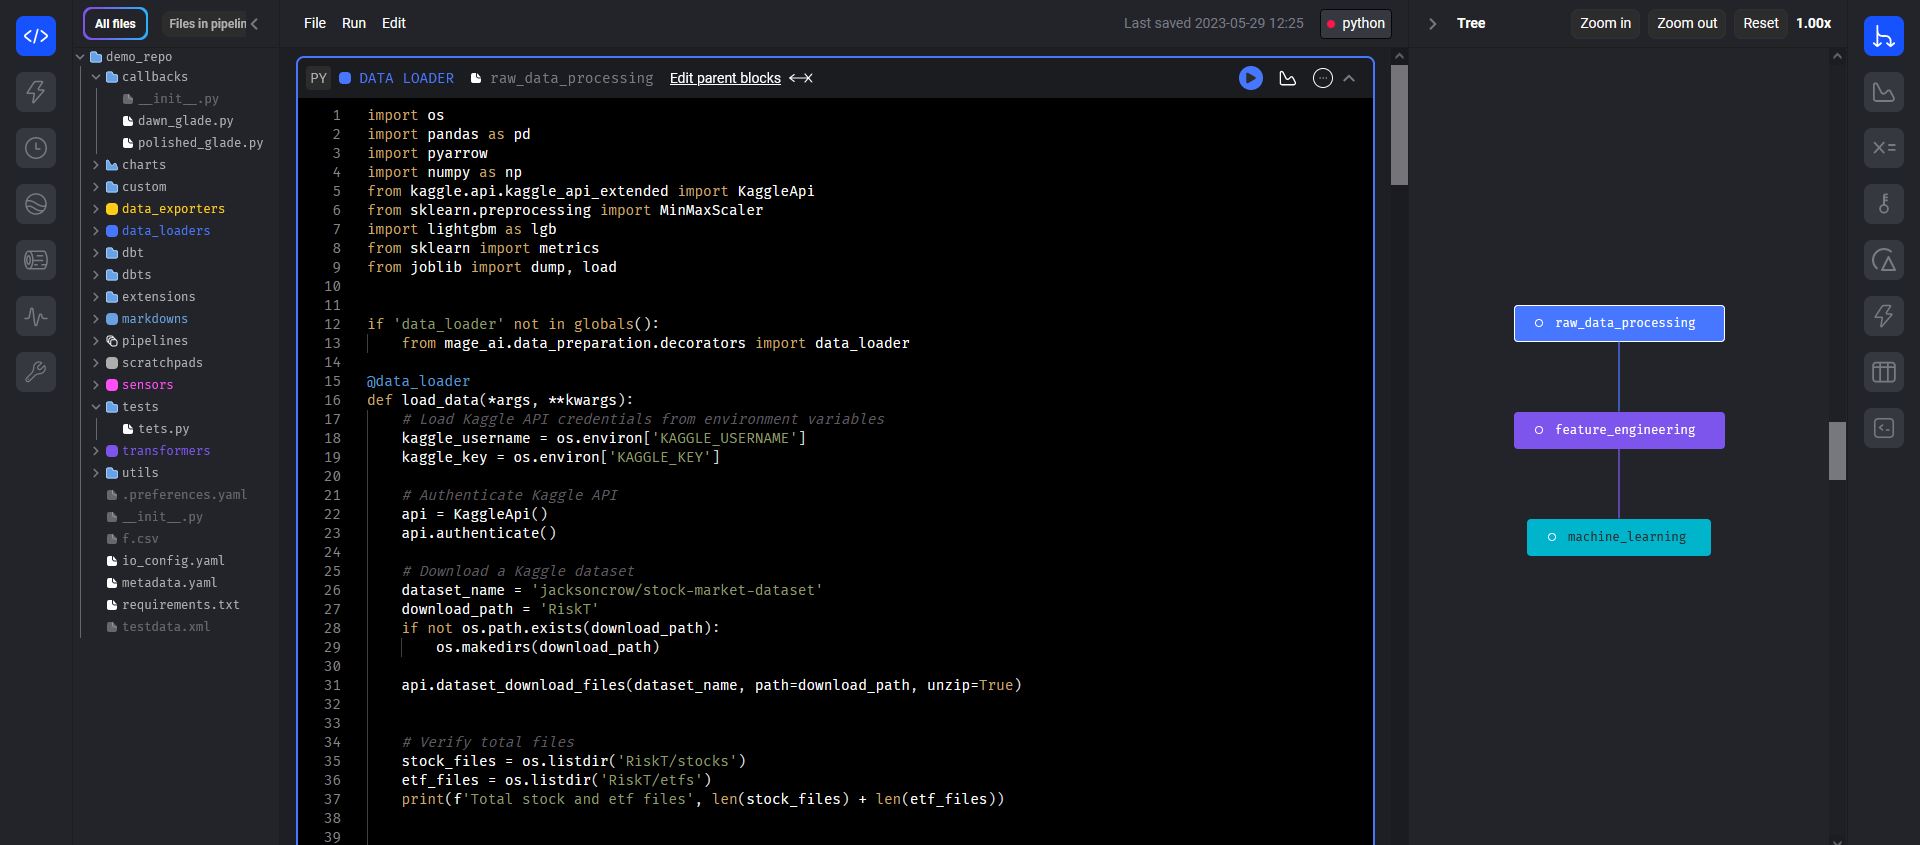 All files
Files in pipelin
demo_repo
callbacks
__init__.py
dawn_glade.py
polished_glade.py
charts
custom
data_exporters
data_loaders
dbt
dbts
extensions
markdowns
pipelines
scratchpads
sensors
tests
tets.py
transformers
utils
.preferences.yaml
__init__.py
f.csv
io_config.yaml
metadata.yaml
requirements.txt
testdata.xml
File Run Edit
Last saved 2023-05-29 12:25
python
PY DATA LOADER raw_data_processing Edit parent blocks
1 import os
2 import pandas as pd
3 import pyarrow
4 import numpy as np
5 from kaggle.api.kaggle_api_extended import KaggleApi
6 from sklearn.preprocessing import MinMaxScaler
7 import lightgbm as lgb
8 from sklearn import metrics
9 from joblib import dump, load
10
11
12 if 'data_loader' not in globals():
13     from mage_ai.data_preparation.decorators import data_loader
14
15 @data_loader
16 def load_data(*args, **kwargs):
17     # Load Kaggle API credentials from environment variables
18     kaggle_username = os.environ['KAGGLE_USERNAME']
19     kaggle_key = os.environ['KAGGLE_KEY']
20
21     # Authenticate Kaggle API
22     api = KaggleApi()
23     api.authenticate()
24
25     # Download a Kaggle dataset
26     dataset_name = 'jacksoncrow/stock-market-dataset'
27     download_path = 'RiskT'
28     if not os.path.exists(download_path):
29         os.makedirs(download_path)
30
31     api.dataset_download_files(dataset_name, path=download_path, unzip=True)
32
33
34     # Verify total files
35     stock_files = os.listdir('RiskT/stocks')
36     etf_files = os.listdir('RiskT/etfs')
37     print(f'Total stock and etf files', len(stock_files) + len(etf_files))
38
39
Tree
Zoom in
Zoom out
Reset
1.00x
raw_data_processing
feature_engineering
machine_learning